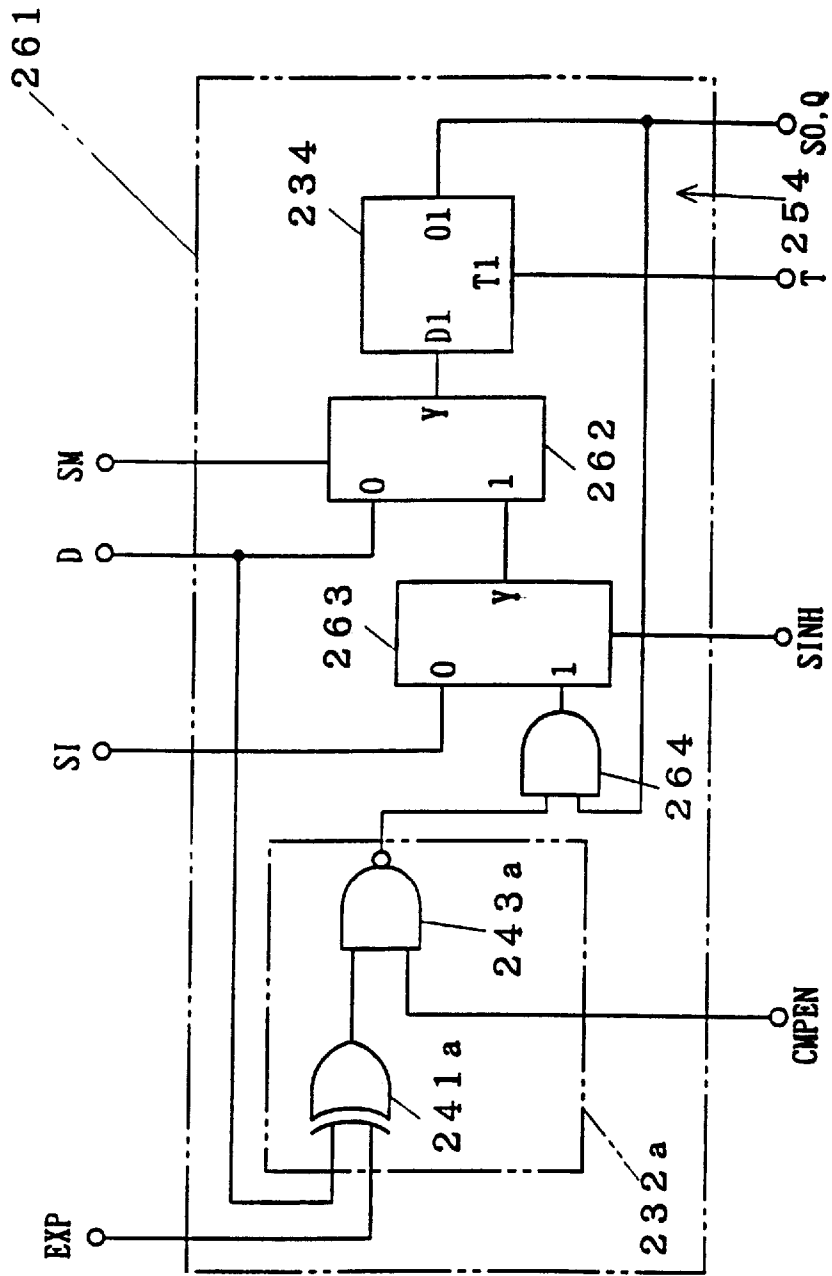 261
SO,Q
254
T
234
O1
T1
D1
SM
Y
262
0
1
D
263
Y
SINH
0
1
SI
264
243a
CMPEN
241a
232a
EXP